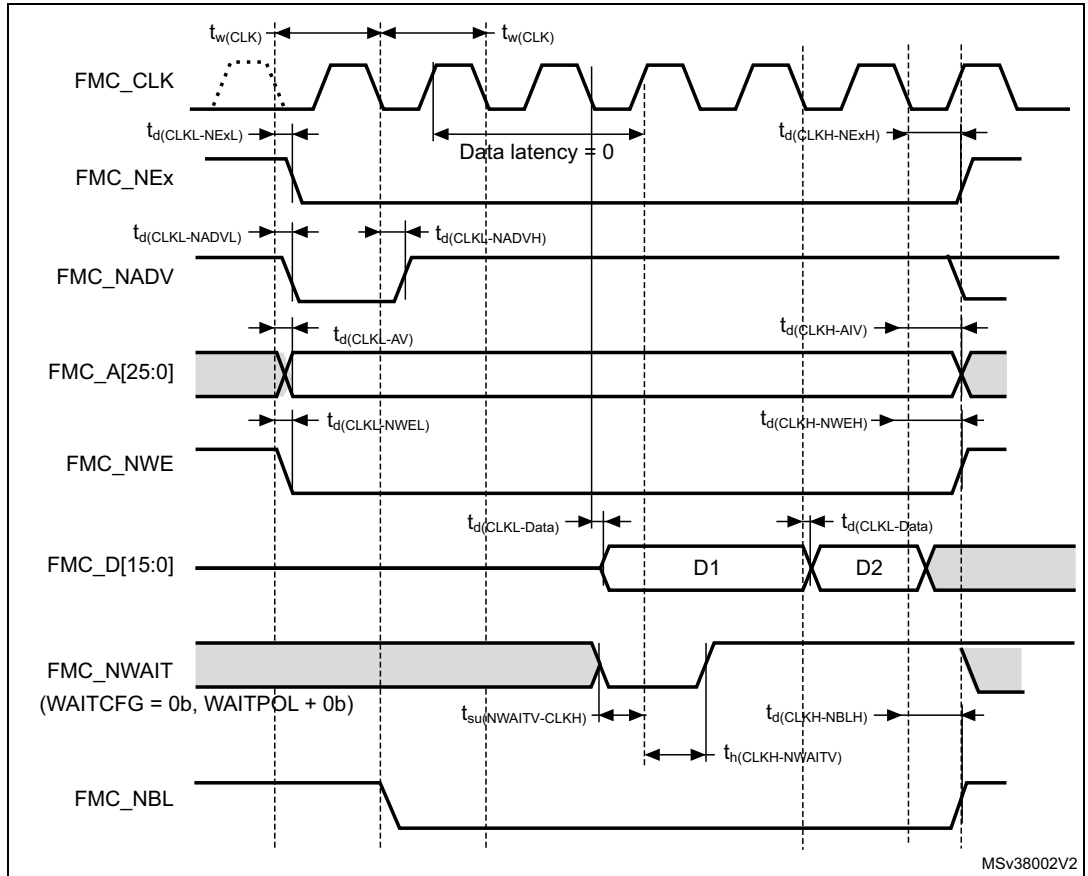 tw(CLK) tw(CLK)
FMC_CLK
td(CLKL-NExL) td(CLKH-NExH)
Data latency = 0
FMC_NEx
td(CLKL-NADVL) td(CLKL-NADVH)
FMC_NADV
td(CLKL-AV) td(CLKH-AIV)
FMC_A[25:0]
td(CLKL-NWEL) td(CLKH-NWEH)
FMC_NWE
td(CLKL-Data) td(CLKL-Data)
FMC_D[15:0] D1 D2
FMC_NWAIT
(WAITCFG = 0b, WAITPOL + 0b)
tsu(NWAITV-CLKH) td(CLKH-NBLH)
th(CLKH-NWAITV)
FMC_NBL
MSv38002V2